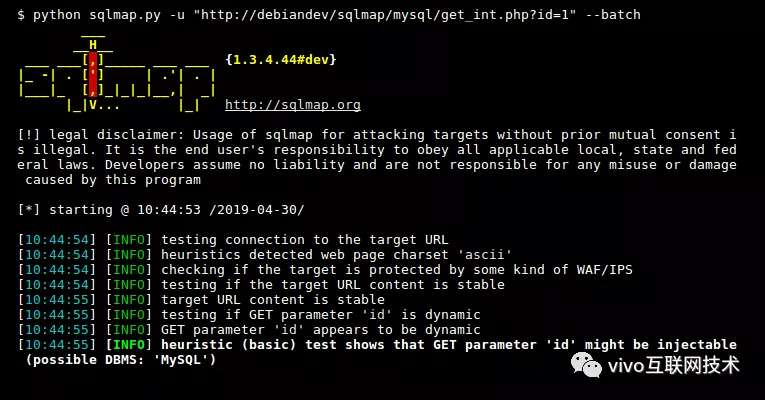 $ python sqlmap.py -u "http://debiandev/sqlmap/mysql/get_int.php?id=1" --batch
        ___
       __H__
 ___ ___[,]_____ ___ ___  {1.3.4.44#dev}
|_ -| . [']     | .'| . |
|___|_  [,]_|_|_|__,|  _|
      |_|V...       |_|   http://sqlmap.org
[!] legal disclaimer: Usage of sqlmap for attacking targets without prior mutual consent i
s illegal. It is the end user's responsibility to obey all applicable local, state and fed
eral laws. Developers assume no liability and are not responsible for any misuse or damage
 caused by this program
[*] starting @ 10:44:53 /2019-04-30/
[10:44:54] [INFO] testing connection to the target URL
[10:44:54] [INFO] heuristics detected web page charset 'ascii'
[10:44:54] [INFO] checking if the target is protected by some kind of WAF/IPS
[10:44:54] [INFO] testing if the target URL content is stable
[10:44:55] [INFO] target URL content is stable
[10:44:55] [INFO] testing if GET parameter 'id' is dynamic
[10:44:55] [INFO] GET parameter 'id' appears to be dynamic
[10:44:55] [INFO] heuristic (basic) test shows that GET parameter 'id' might be injectable
 (possible DBMS: 'MySQL')
vivo互联网技术